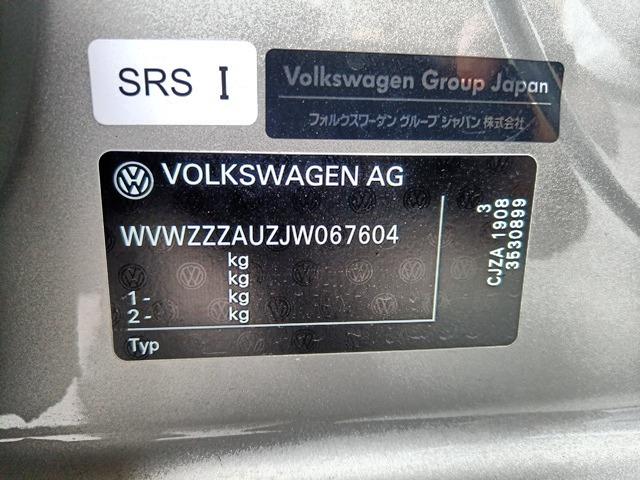 SRS I
Volkswagen Group Japan
フォルクスワーゲン グループ ジャパン 株式会社
VOLKSWAGEN AG
WVWZZZAUZJW067604
kg
kg
1 - kg
2 - kg
Typ
3
CJZA 1908
3530899